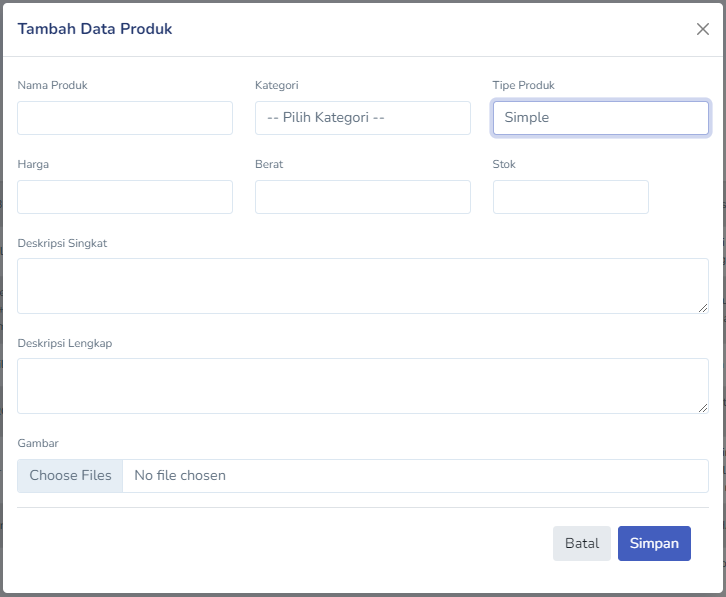 Tambah Data Produk
Nama Produk
Kategori
Tipe Produk
-- Pilih Kategori --
Simple
Harga
Berat
Stok
Deskripsi Singkat
Deskripsi Lengkap
Gambar
Choose Files No file chosen
Batal
Simpan